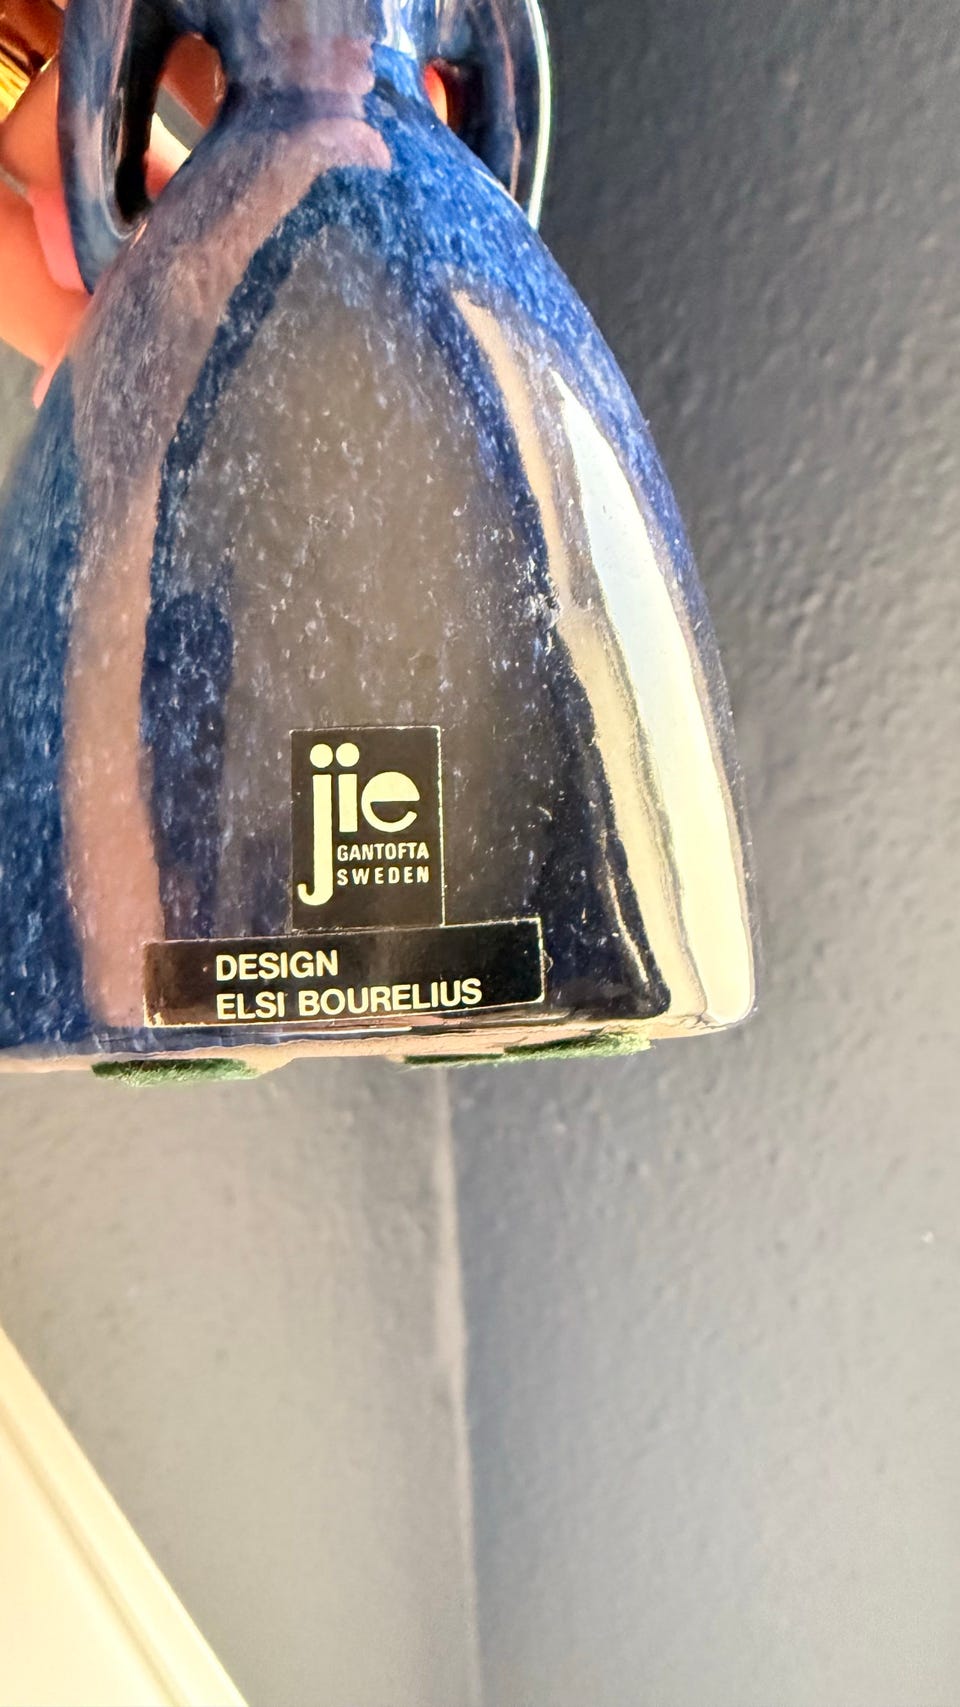 jie
GANTOFTA
SWEDEN
DESIGN
ELSI BOURELIUS